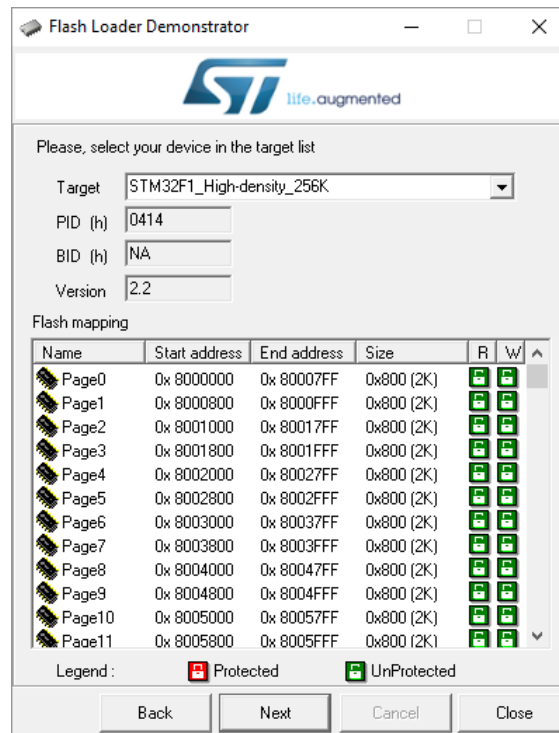 Flash Loader Demonstrator
ST
life.augmented
Please, select your device in the target list
Target STM32F1_High-density_256K
PID (h) 0414
BID (h) NA
Version 2.2
Flash mapping
Name Start address End address Size R W
Page0 0x 8000000 0x 80007FF 0x800 (2K)
Page1 0x 8000800 0x 8000FFF 0x800 (2K)
Page2 0x 8001000 0x 80017FF 0x800 (2K)
Page3 0x 8001800 0x 8001FFF 0x800 (2K)
Page4 0x 8002000 0x 80027FF 0x800 (2K)
Page5 0x 8002800 0x 8002FFF 0x800 (2K)
Page6 0x 8003000 0x 80037FF 0x800 (2K)
Page7 0x 8003800 0x 8003FFF 0x800 (2K)
Page8 0x 8004000 0x 80047FF 0x800 (2K)
Page9 0x 8004800 0x 8004FFF 0x800 (2K)
Page10 0x 8005000 0x 80057FF 0x800 (2K)
Page11 0x 8005800 0x 8005FFF 0x800 (2K)
Legend : Protected UnProtected
Back Next Cancel Close